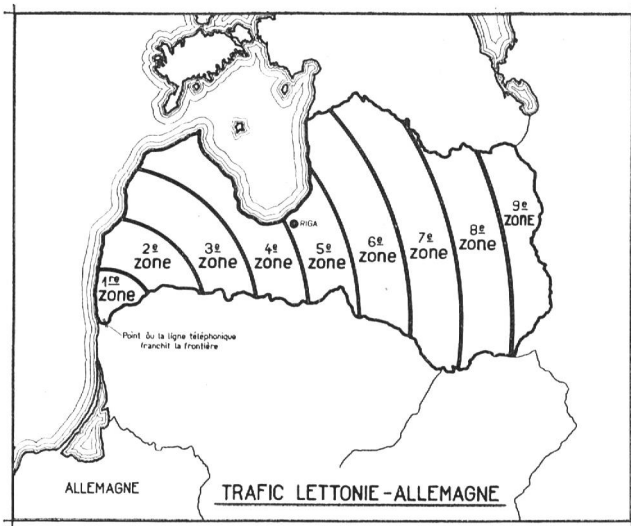 RIGA
9e
ZONE
8e
zone
7e
zone
6e
zone
5e
zone
4e
zone
3e
zone
2e
zone
1re
zone
Point òu la ligne téléphonique
franchit la frontière
ALLEMAGNE
TRAFIC LETTONIE-ALLEMAGNE